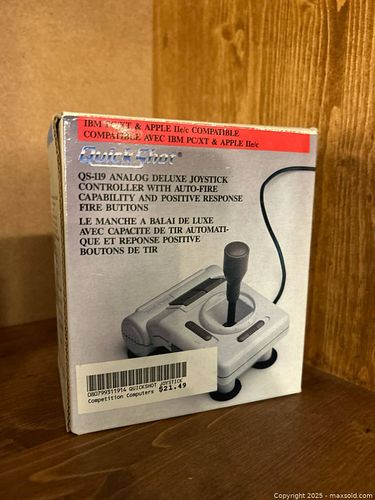 IBM PC/XT & APPLE IIe/c COMPATIBLE
COMPATIBLE AVEC IBM PC/XT & APPLE IIe/c
QuickShot®
QS-119 ANALOG DELUXE JOYSTICK
CONTROLLER WITH AUTO-FIRE
CAPABILITY AND POSITIVE RESPONSE
FIRE BUTTONS
LE MANCHE A BALAI DE LUXE
AVEC CAPACITE DE TIR AUTOMATI-
QUE ET REPONSE POSITIVE
BOUTONS DE TIR
080799311914 QUICKSHOT JOYSTICK
Competition Computers $21.49
Copyright 2025 - maxsold.com